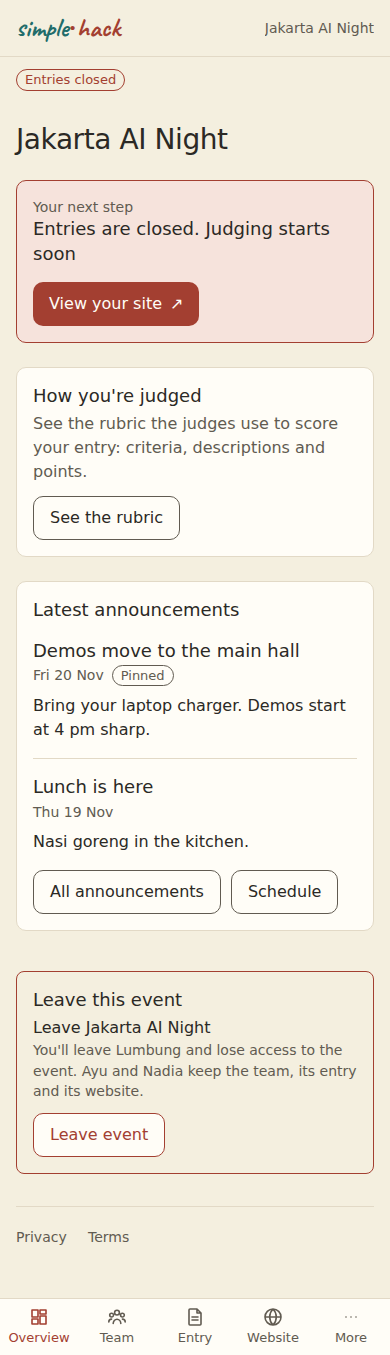 simple·hack
Jakarta AI Night
Entries closed
Jakarta AI Night
Your next step
Entries are closed. Judging starts
soon
View your site ↗
How you're judged
See the rubric the judges use to score
your entry: criteria, descriptions and
points.
See the rubric
Latest announcements
Demos move to the main hall
Fri 20 Nov Pinned
Bring your laptop charger. Demos start
at 4 pm sharp.
Lunch is here
Thu 19 Nov
Nasi goreng in the kitchen.
All announcements Schedule
Leave this event
Leave Jakarta AI Night
You'll leave Lumbung and lose access to the
event. Ayu and Nadia keep the team, its entry
and its website.
Leave event
Privacy Terms
Overview Team Entry Website More